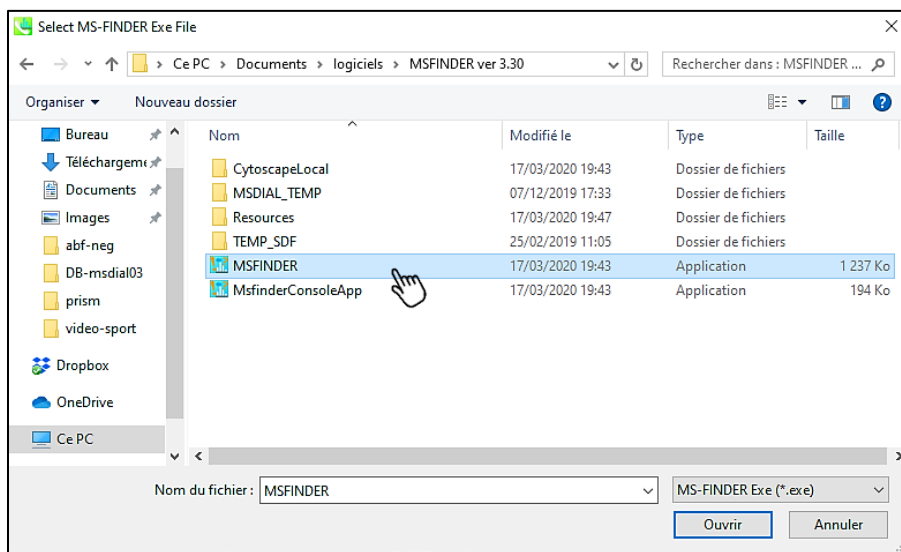 Select MS-FINDER Exe File
Ce PC > Documents > logiciels > MSFINDER ver 3.30
Rechercher dans : MSFINDER ...
Organiser
Nouveau dossier
Nom Modifié le Type Taille
Bureau
Téléchargeme
Documents
Images
abf-neg
DB-msdial03
prism
video-sport
Dropbox
OneDrive
Ce PC
CytoscapeLocal 17/03/2020 19:43 Dossier de fichiers
MSDIAL_TEMP 07/12/2019 17:33 Dossier de fichiers
Resources 17/03/2020 19:47 Dossier de fichiers
TEMP_SDF 25/02/2019 11:05 Dossier de fichiers
MSFINDER 17/03/2020 19:43 Application 1 237 Ko
MsfinderConsoleApp 17/03/2020 19:43 Application 194 Ko
Nom du fichier : MSFINDER
MS-FINDER Exe (*.exe)
Ouvrir
Annuler